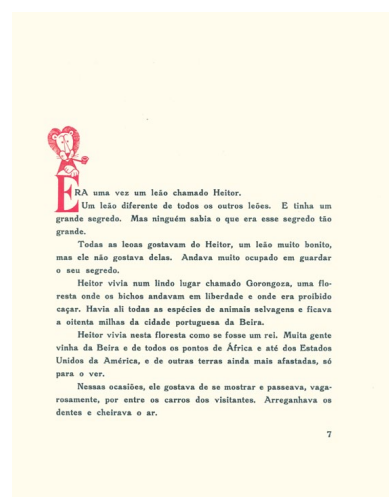 ERA uma vez um leão chamado Heitor.
Um leão diferente de todos os outros leões. E tinha um
grande segredo. Mas ninguém sabia o que era esse segredo tão
grande.
Todas as leoas gostavam do Heitor, um leão muito bonito,
mas ele não gostava delas. Andava muito ocupado em guardar
o seu segredo.
Heitor vivia num lindo lugar chamado Gorongoza, uma flo-
resta onde os bichos andavam em liberdade e onde era proibido
caçar. Havia ali todas as espécies de animais selvagens e ficava
a oitenta milhas da cidade portuguesa da Beira.
Heitor vivia nesta floresta como se fosse um rei. Muita gente
vinha da Beira e de todos os pontos de África e até dos Estados
Unidos da América, e de outras terras ainda mais afastadas, só
para o ver.
Nessas ocasiões, ele gostava de se mostrar e passeava, vaga-
rosamente, por entre os carros dos visitantes. Arreganhava os
dentes e cheirava o ar.
7